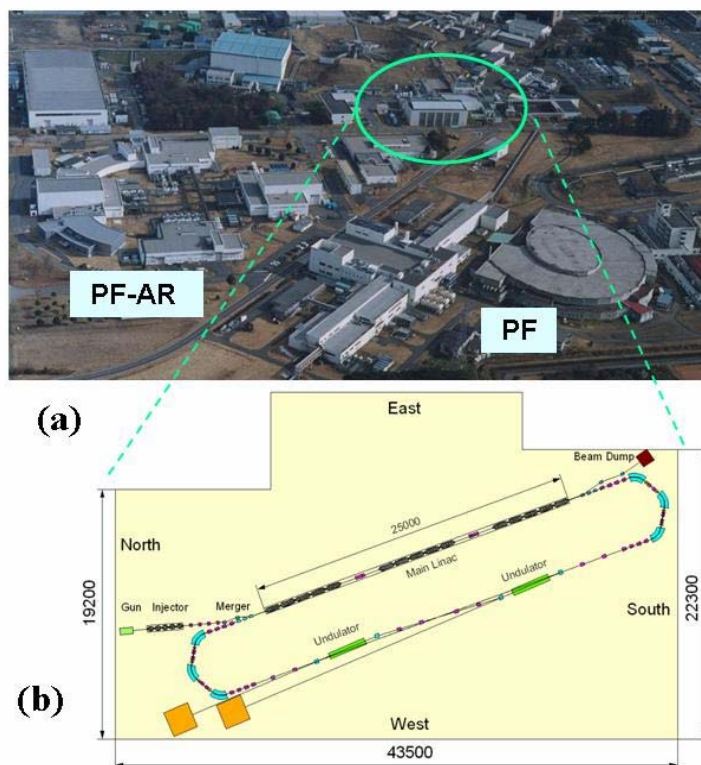 PF-AR
PF
(a)
East
Beam Dump
25000
North
Main Linac
Undulator
Gun
Injector
Merger
19200
South
22300
Undulator
(b)
West
43500